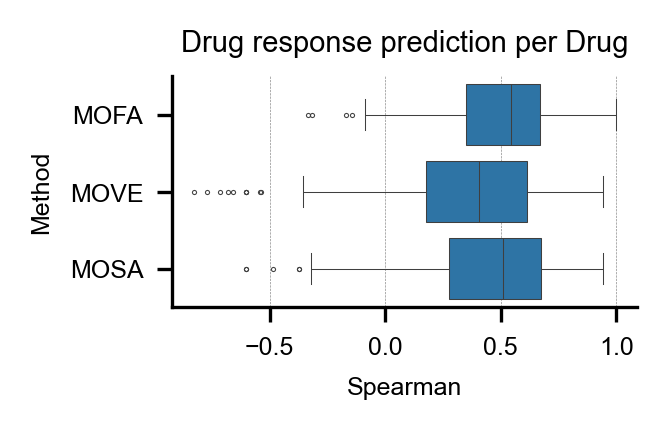 Drug response prediction per Drug
MOFA
MOVE
MOSA
Method
−0.5
0.0
0.5
1.0
Spearman